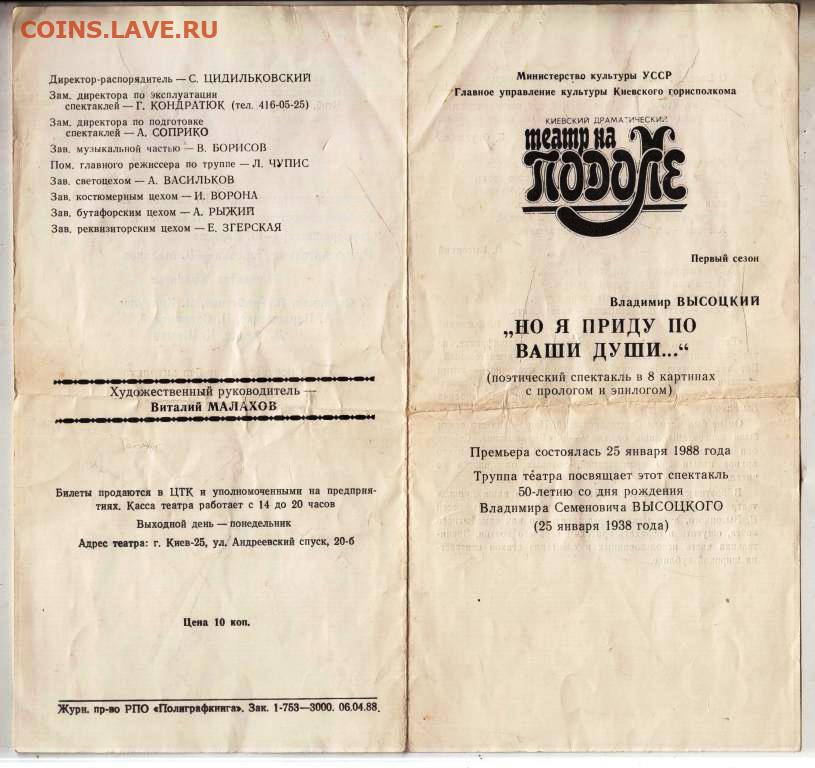 COINS.LAVE.RU
Директор-распорядитель — С. ЦИДИЛЬКОВСКИЙ
Зам. директора по эксплуатации
спектаклей — Г. КОНДРАТЮК (тел. 416-05-25)
Зам. директора по подготовке
спектаклей — А. СОПРИКО
Зав. музыкальной частью — В. БОРИСОВ
Пом. главного режиссера по труппе — Л. ЧУПИС
Зав. светоцехом — А. ВАСИЛЬКОВ
Зав. костюмерным цехом — И. ВОРОНА
Зав. бутафорским цехом — А. РЫЖИЙ
Зав. реквизиторским цехом — Е. ЗГЕРСКАЯ
Художественный руководитель —
Виталий МАЛАХОВ
Билеты продаются в ЦТК и уполномоченными на предприя-
тиях. Касса театра работает с 14 до 20 часов
Выходной день — понедельник
Адрес театра: г. Киев-25, ул. Андреевский спуск, 20-б
Цена 10 коп.
Журн. пр-во РПО «Полиграфкнига». Зак. 1-753—3000. 06.04.88.
Министерство культуры УССР
Главное управление культуры Киевского горисполкома
КИЕВСКИЙ ДРАМАТИЧЕСКИЙ
театр на
ПОДОЛЕ
Первый сезон
Владимир ВЫСОЦКИЙ
„НО Я ПРИДУ ПО
ВАШИ ДУШИ...“
(поэтический спектакль в 8 картинах
с прологом и эпилогом)
Премьера состоялась 25 января 1988 года
Труппа театра посвящает этот спектакль
50-летию со дня рождения
Владимира Семеновича ВЫСОЦКОГО
(25 января 1938 года)